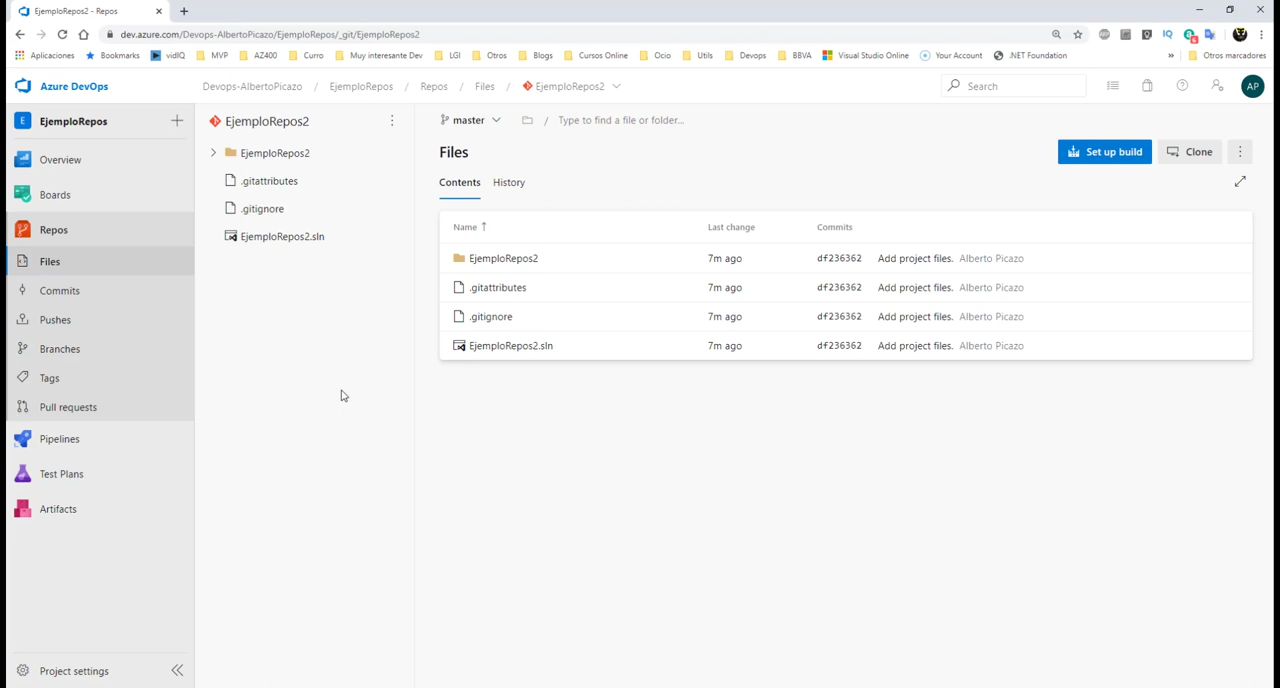 EjemploRepos2 - Repos
dev.azure.com/Devops-AlbertoPicazo/EjemploRepos/_git/EjemploRepos2
Aplicaciones Bookmarks vidIQ MVP AZ400 Curro Muy interesante Dev LGI Otros Blogs Cursos Online Ocio Utils Devops BBVA Visual Studio Online Your Account .NET Foundation » Otros marcadores
Azure DevOps Devops-AlbertoPicazo / EjemploRepos / Repos / Files / EjemploRepos2 Search AP
E EjemploRepos
Overview
Boards
Repos
Files
Commits
Pushes
Branches
Tags
Pull requests
Pipelines
Test Plans
Artifacts
Project settings
EjemploRepos2
EjemploRepos2
.gitattributes
.gitignore
EjemploRepos2.sln
master / Type to find a file or folder...
Files
Set up build Clone
Contents History
Name ↑ Last change Commits
EjemploRepos2 7m ago df236362 Add project files. Alberto Picazo
.gitattributes 7m ago df236362 Add project files. Alberto Picazo
.gitignore 7m ago df236362 Add project files. Alberto Picazo
EjemploRepos2.sln 7m ago df236362 Add project files. Alberto Picazo